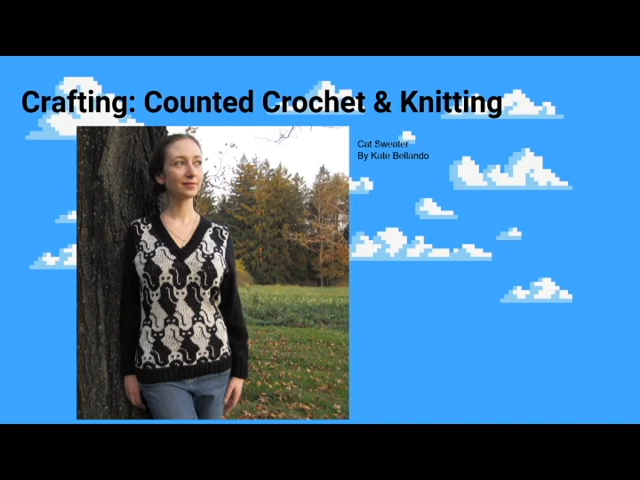 Crafting: Counted Crochet & Knitting
Cat Sweater
By Kate Bellando